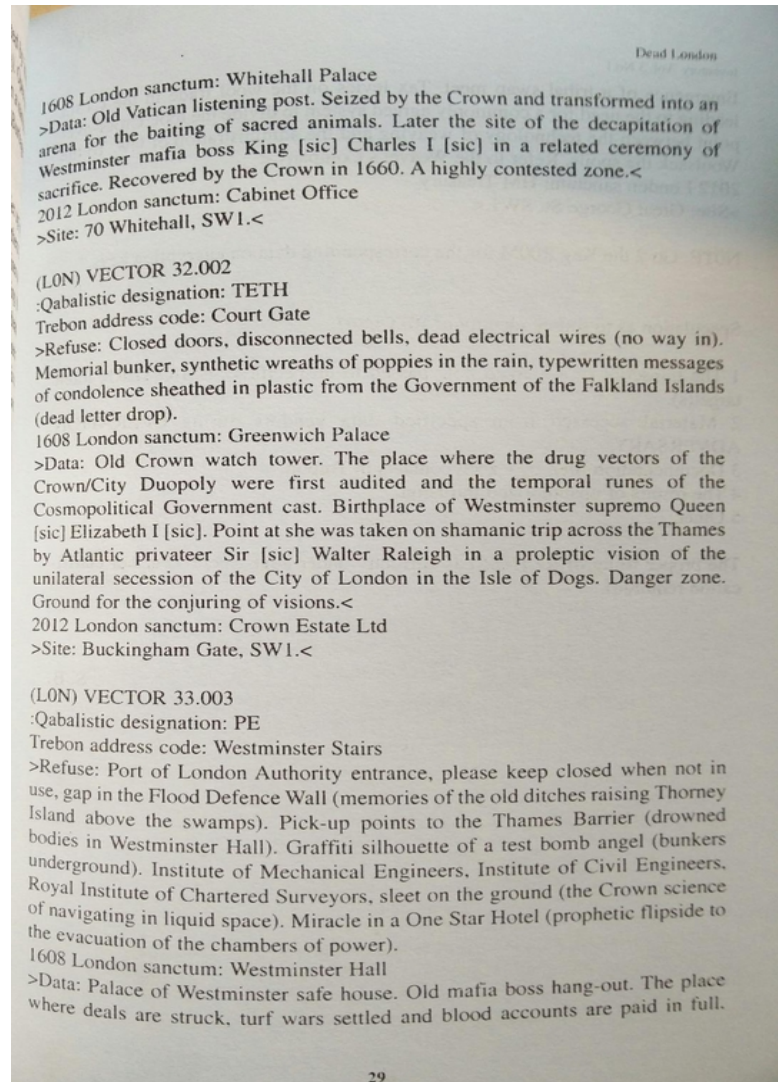 Dead London
1608 London sanctum: Whitehall Palace
>Data: Old Vatican listening post. Seized by the Crown and transformed into an
arena for the baiting of sacred animals. Later the site of the decapitation of
Westminster mafia boss King [sic] Charles I [sic] in a related ceremony of
sacrifice. Recovered by the Crown in 1660. A highly contested zone.<
2012 London sanctum: Cabinet Office
>Site: 70 Whitehall, SW1.<
(L0N) VECTOR 32.002
:Qabalistic designation: TETH
Trebon address code: Court Gate
>Refuse: Closed doors, disconnected bells, dead electrical wires (no way in).
Memorial bunker, synthetic wreaths of poppies in the rain, typewritten messages
of condolence sheathed in plastic from the Government of the Falkland Islands
(dead letter drop).
1608 London sanctum: Greenwich Palace
>Data: Old Crown watch tower. The place where the drug vectors of the
Crown/City Duopoly were first audited and the temporal runes of the
Cosmopolitical Government cast. Birthplace of Westminster supremo Queen
[sic] Elizabeth I [sic]. Point at she was taken on shamanic trip across the Thames
by Atlantic privateer Sir [sic] Walter Raleigh in a proleptic vision of the
unilateral secession of the City of London in the Isle of Dogs. Danger zone.
Ground for the conjuring of visions.<
2012 London sanctum: Crown Estate Ltd
>Site: Buckingham Gate, SW1.<
(L0N) VECTOR 33.003
:Qabalistic designation: PE
Trebon address code: Westminster Stairs
>Refuse: Port of London Authority entrance, please keep closed when not in
use, gap in the Flood Defence Wall (memories of the old ditches raising Thorney
Island above the swamps). Pick-up points to the Thames Barrier (drowned
bodies in Westminster Hall). Graffiti silhouette of a test bomb angel (bunkers
underground). Institute of Mechanical Engineers, Institute of Civil Engineers,
Royal Institute of Chartered Surveyors, sleet on the ground (the Crown science
of navigating in liquid space). Miracle in a One Star Hotel (prophetic flipside to
the evacuation of the chambers of power).
1608 London sanctum: Westminster Hall
>Data: Palace of Westminster safe house. Old mafia boss hang-out. The place
where deals are struck, turf wars settled and blood accounts are paid in full.
29